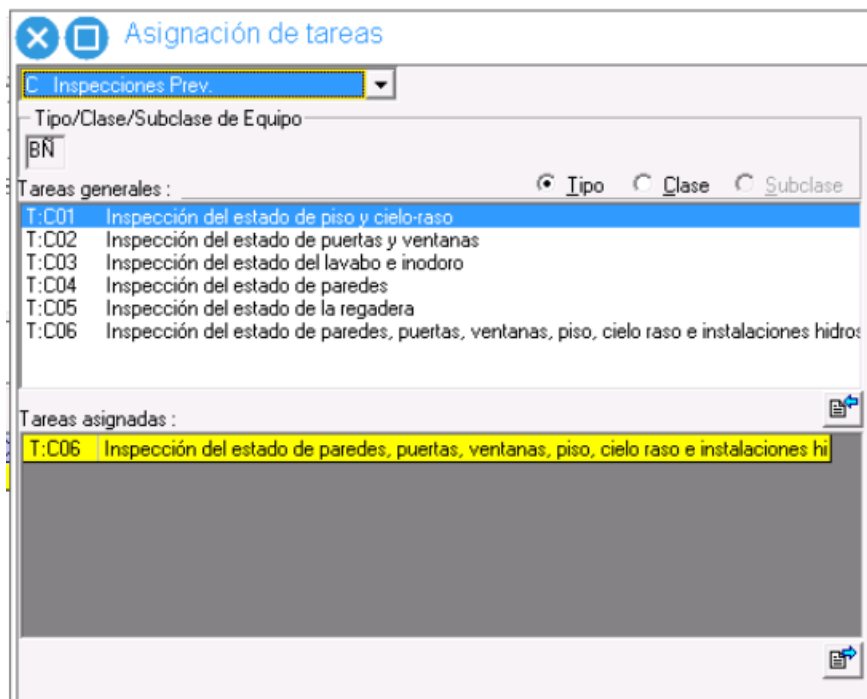 Asignación de tareas
C Inspecciones Prev.
Tipo/Clase/Subclase de Equipo
BÑ
Tareas generales : Tipo Clase Subclase
T:C01 Inspección del estado de piso y cielo-raso
T:C02 Inspección del estado de puertas y ventanas
T:C03 Inspección del estado del lavabo e inodoro
T:C04 Inspección del estado de paredes
T:C05 Inspección del estado de la regadera
T:C06 Inspección del estado de paredes, puertas, ventanas, piso, cielo raso e instalaciones hidros
Tareas asignadas :
T:C06 Inspección del estado de paredes, puertas, ventanas, piso, cielo raso e instalaciones hi